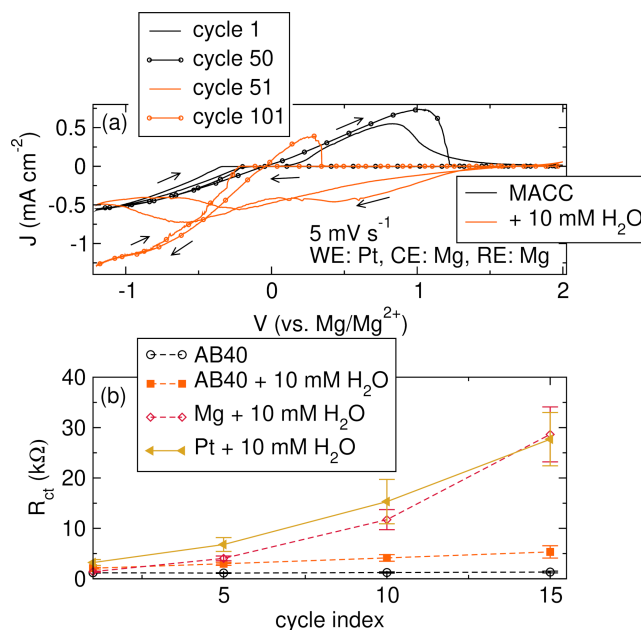 cycle 1
cycle 50
cycle 51
cycle 101
(a)
J (mA cm⁻²)
0.5
0
-0.5
-1
MACC
+ 10 mM H₂O
5 mV s⁻¹
WE: Pt, CE: Mg, RE: Mg
-1 0 1 2
V (vs. Mg/Mg²⁺)
AB40
AB40 + 10 mM H₂O
Mg + 10 mM H₂O
Pt + 10 mM H₂O
(b)
R_ct (kΩ)
40
30
20
10
0
5 10 15
cycle index